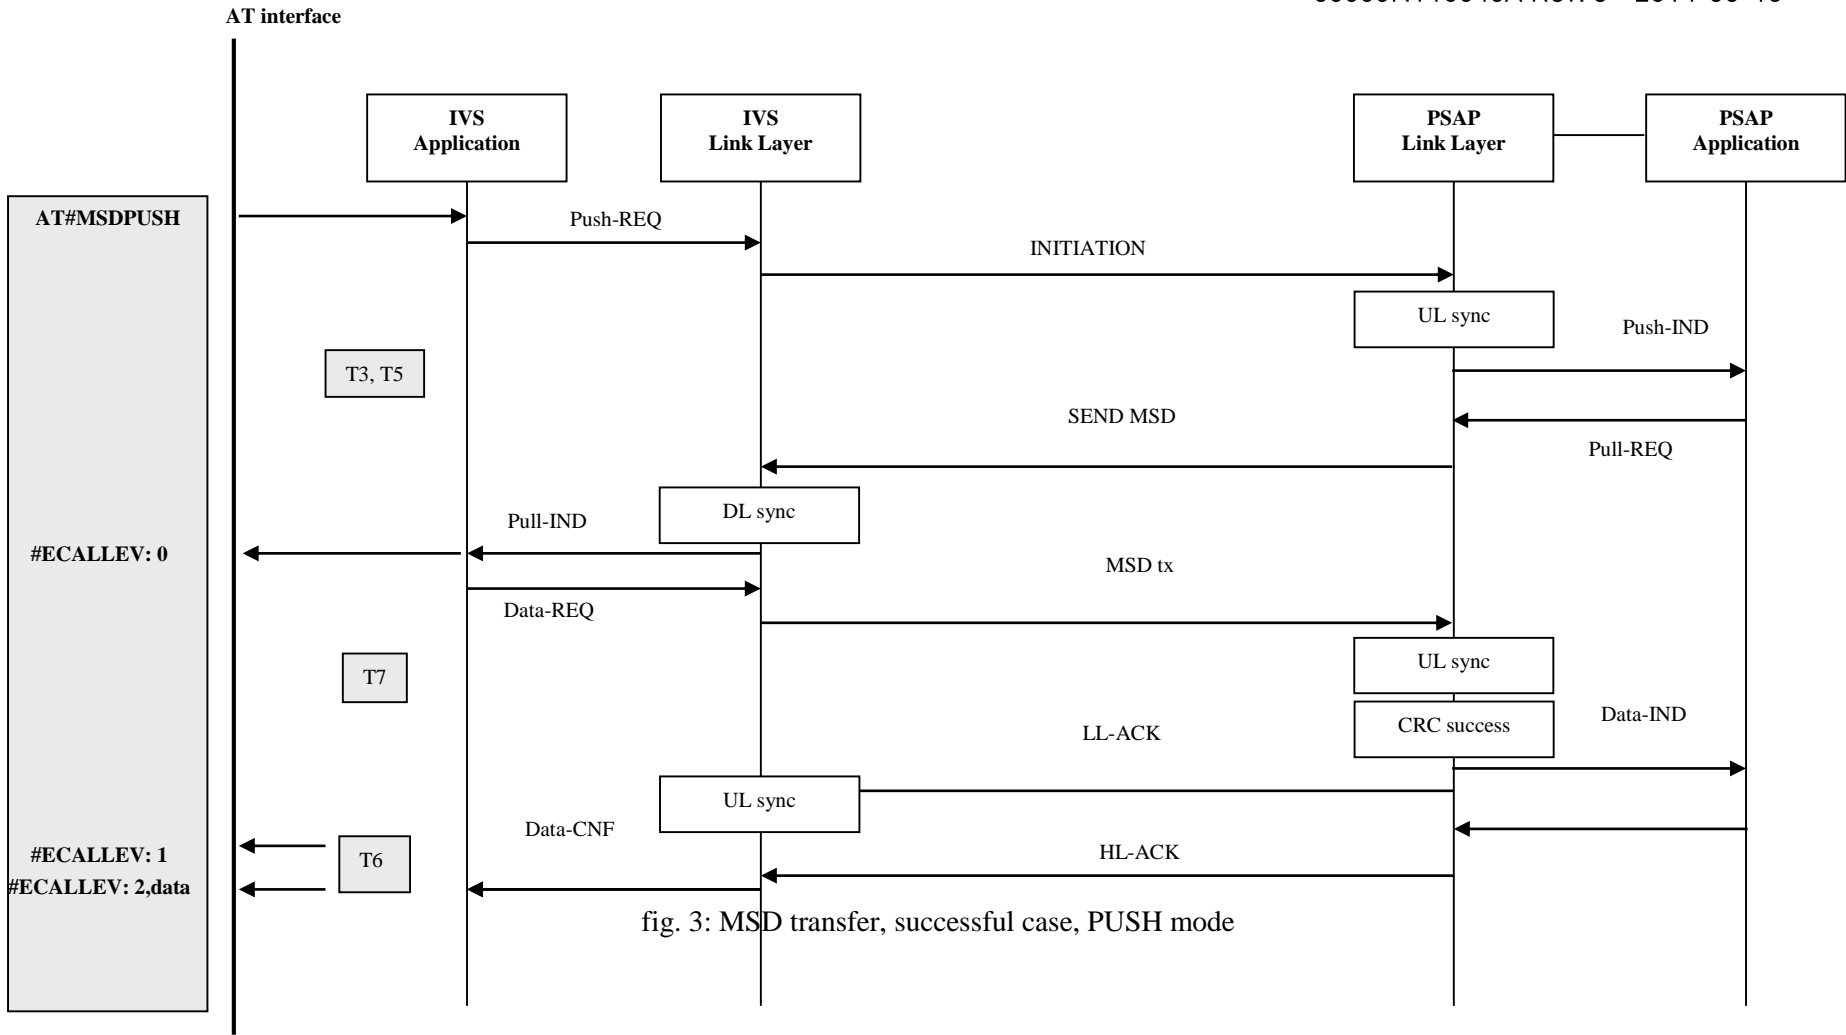 AT interface
IVS
Application
IVS
Link Layer
PSAP
Link Layer
PSAP
Application
AT#MSDPUSH
Push-REQ
INITIATION
UL sync
Push-IND
T3, T5
SEND MSD
Pull-REQ
DL sync
Pull-IND
#ECALLEV: 0
MSD tx
Data-REQ
UL sync
T7
CRC success
Data-IND
LL-ACK
UL sync
Data-CNF
#ECALLEV: 1
T6
HL-ACK
#ECALLEV: 2,data
fig. 3: MSD transfer, successful case, PUSH mode